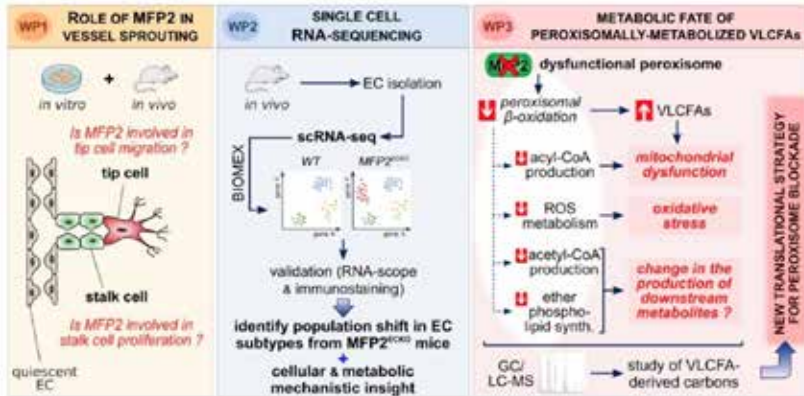 WP1
ROLE OF MFP2 IN
VESSEL SPROUTING
in vitro + in vivo
Is MFP2 involved in
tip cell migration ?
tip cell
stalk cell
Is MFP2 involved in
stalk cell proliferation ?
quiescent
EC
WP2
SINGLE CELL
RNA-SEQUENCING
in vivo
EC isolation
scRNA-seq
BIOMEX
WT
MFP2ECKO
validation (RNA-scope
& immunostaining)
identify population shift in EC
subtypes from MFP2ECKO mice
+
cellular & metabolic
mechanistic insight
WP3
METABOLIC FATE OF
PEROXISOMALLY-METABOLIZED VLCFAs
MFP2 dysfunctional peroxisome
peroxisomal
β-oxidation
VLCFAs
acyl-CoA
production
mitochondrial
dysfunction
ROS
metabolism
oxidative
stress
acetyl-CoA
production
ether
phospho-
lipid synth.
change in the
production of
downstream
metabolites ?
GC/
LC-MS
study of VLCFA-
derived carbons
NEW TRANSLATIONAL STRATEGY
FOR PEROXISOME BLOCKADE